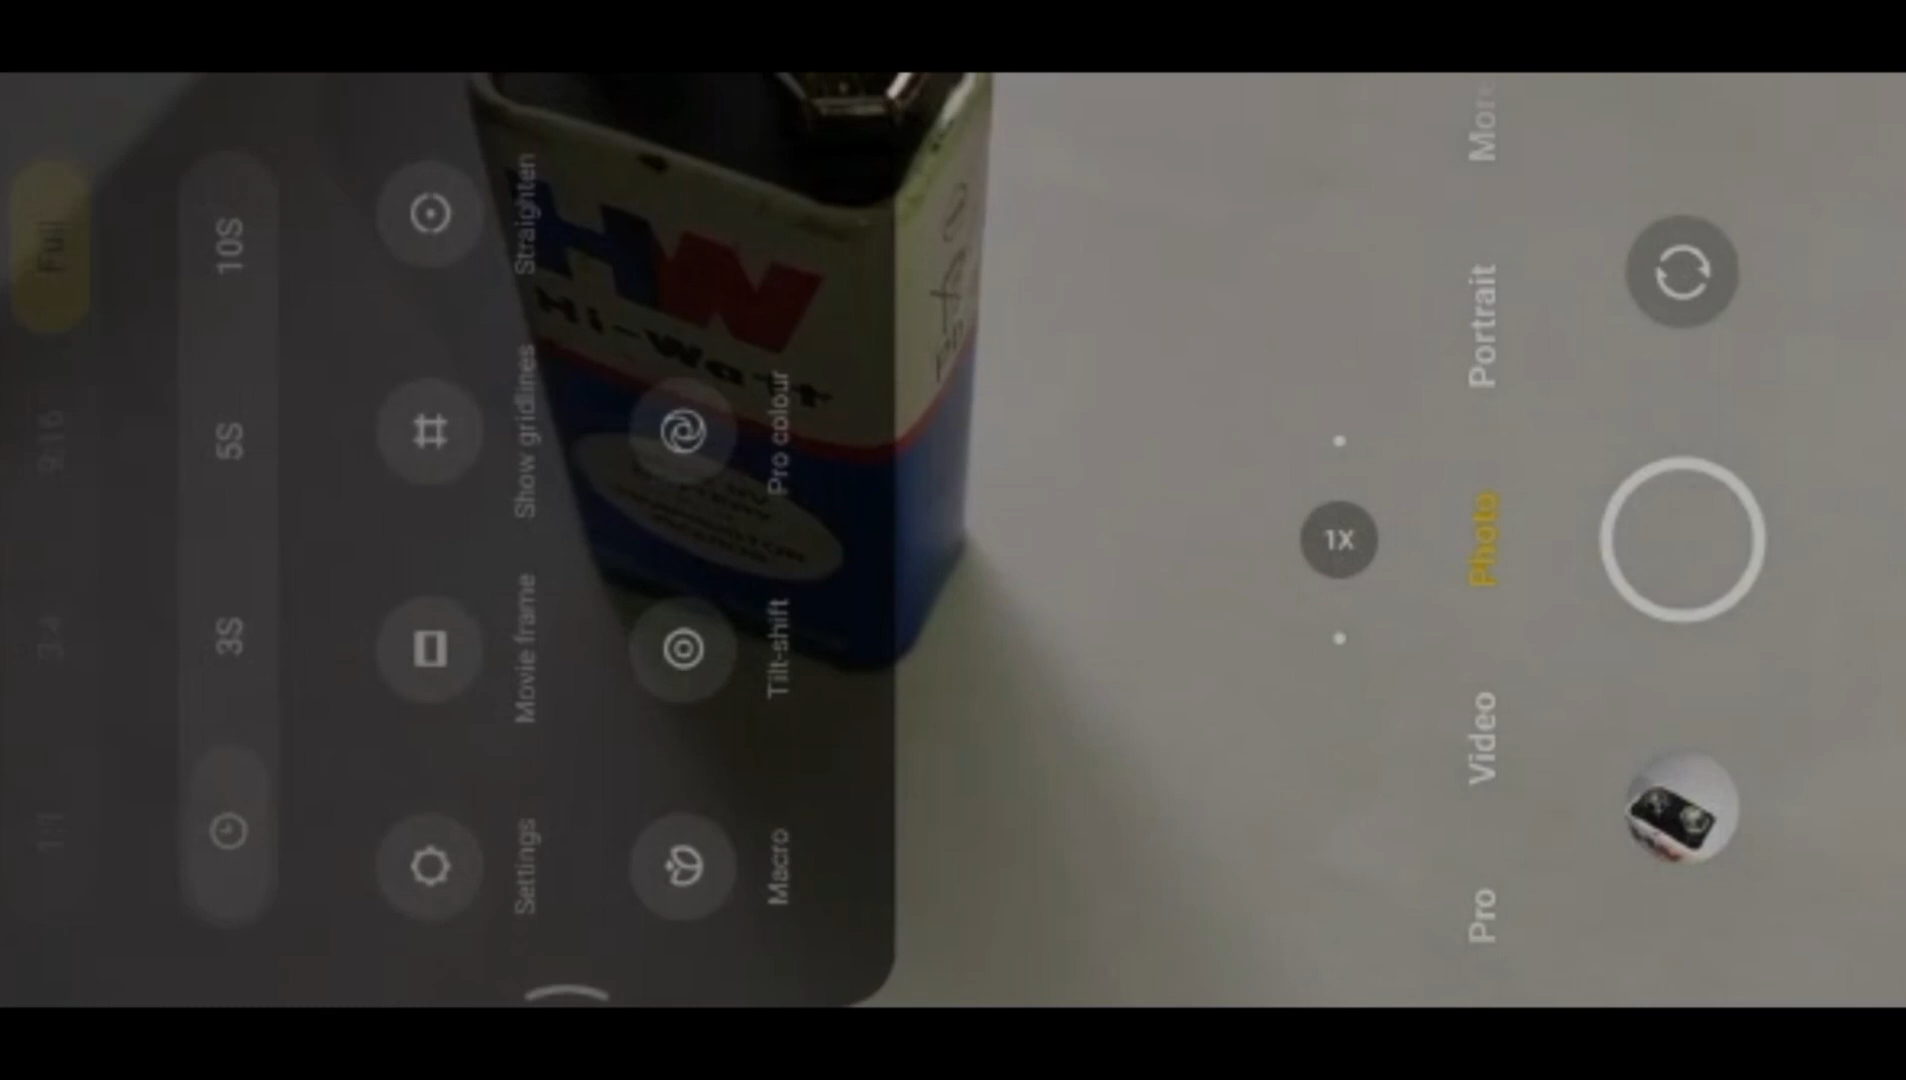 Full
9:16
3:4
1:1
10S
5S
3S
Straighten
Show gridlines
Movie frame
Settings
Pro colour
Tilt-shift
Macro
HW
Hi-Watt
1X
More
Portrait
Photo
Video
Pro